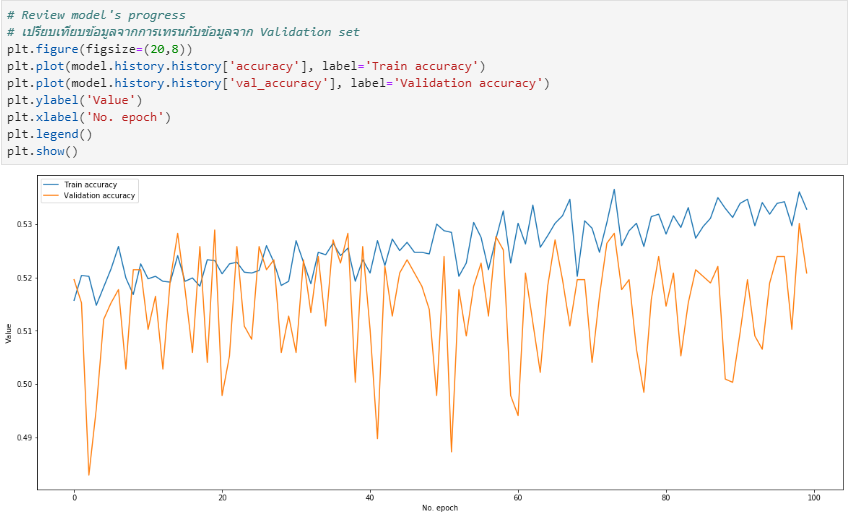 # Review model's progress
# เปรียบเทียบข้อมูลจากการเทรนกับข้อมูลจาก Validation set
plt.figure(figsize=(20,8))
plt.plot(model.history.history['accuracy'], label='Train accuracy')
plt.plot(model.history.history['val_accuracy'], label='Validation accuracy')
plt.ylabel('Value')
plt.xlabel('No. epoch')
plt.legend()
plt.show()
Train accuracy
Validation accuracy
0.53
0.52
0.51
0.50
0.49
Value
0 20 40 60 80 100
No. epoch